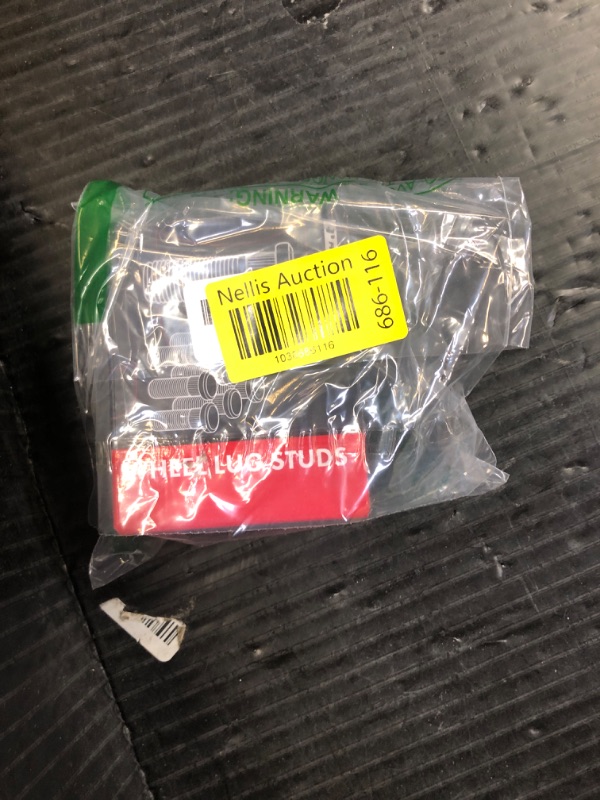 WARNING
Nellis Auction
686-116
WHEEL LUG STUDS